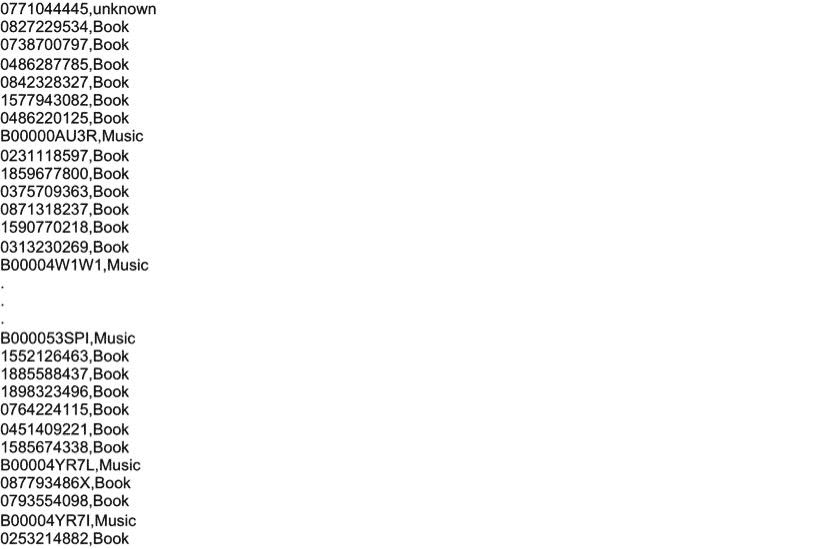 0771044445,unknown
0827229534,Book
0738700797,Book
0486287785,Book
0842328327,Book
1577943082,Book
0486220125,Book
B00000AU3R,Music
0231118597,Book
1859677800,Book
0375709363,Book
0871318237,Book
1590770218,Book
0313230269,Book
B00004W1W1,Music
.
.
.
B000053SPI,Music
1552126463,Book
1885588437,Book
1898323496,Book
0764224115,Book
0451409221,Book
1585674338,Book
B00004YR7L,Music
087793486X,Book
0793554098,Book
B00004YR7I,Music
0253214882,Book